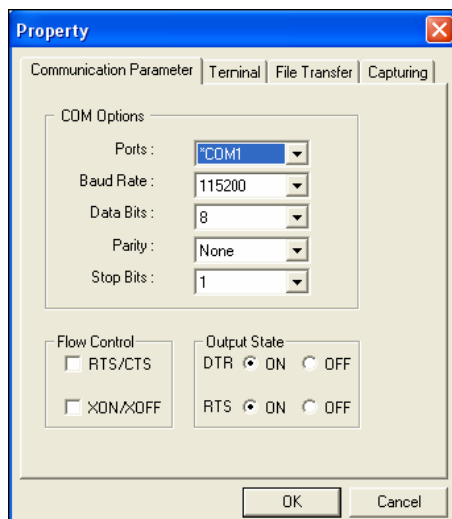 Property
Communication Parameter Terninal File Transfer Capturing
COM Options
Ports : *COM1
Baud Rate : 115200
Data Bits : 8
Parity : None
Stop Bits : 1
Flow Control
RTS/CTS
XON/XOFF
Output State
DTR ON OFF
RTS ON OFF
OK Cancel